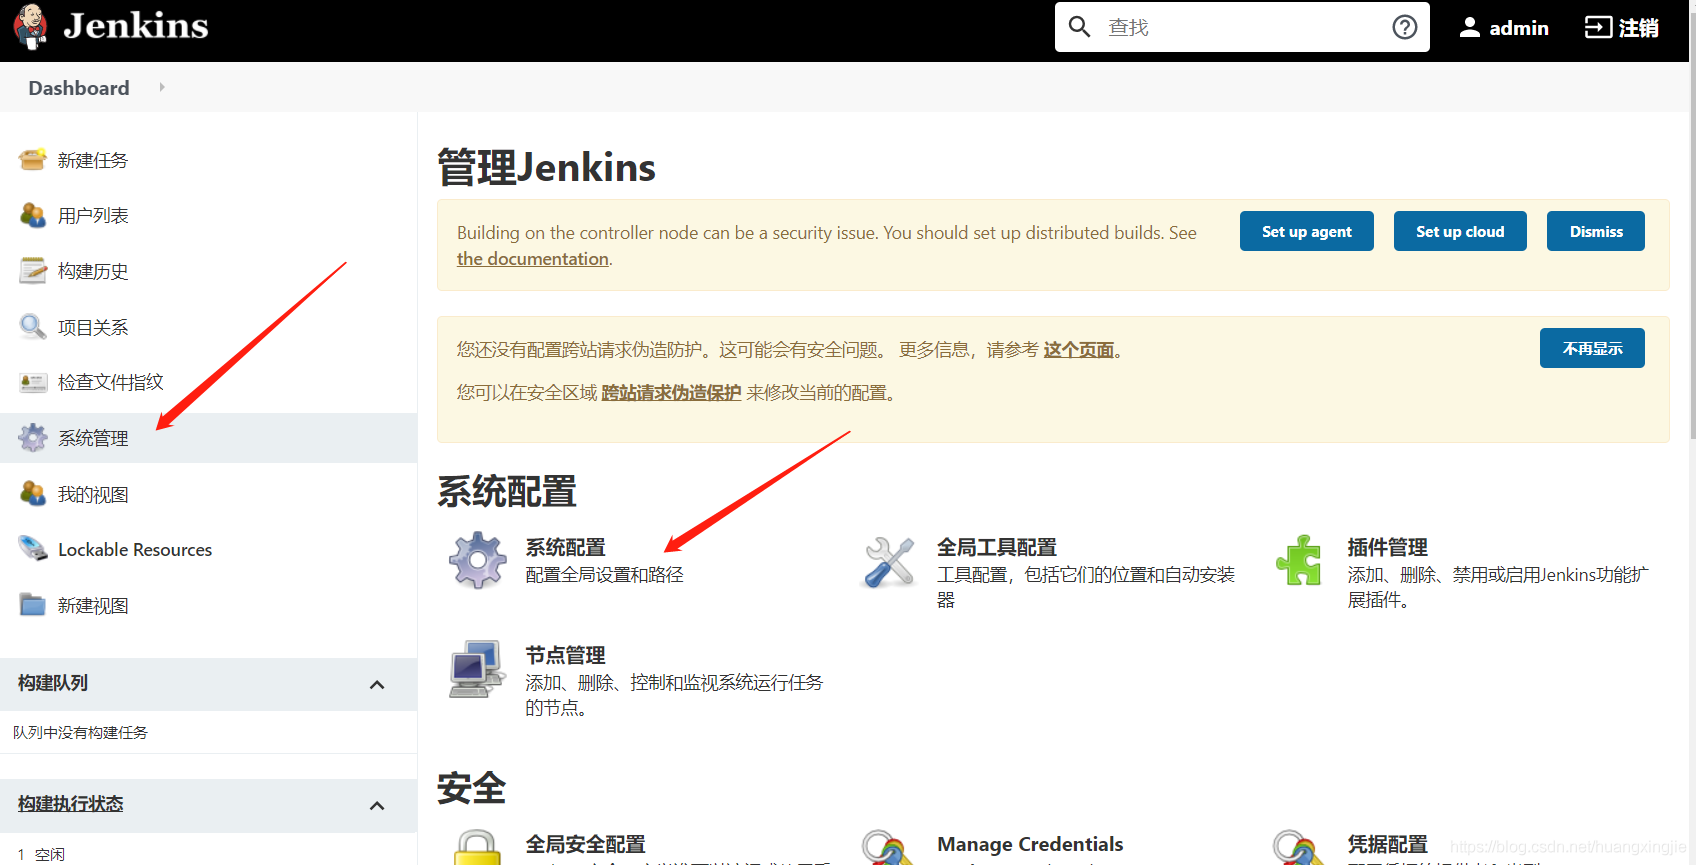 Jenkins
查找
admin
注销
Dashboard
新建任务
用户列表
构建历史
项目关系
检查文件指纹
系统管理
我的视图
Lockable Resources
新建视图
构建队列
队列中没有构建任务
构建执行状态
1 空闲
管理Jenkins
Building on the controller node can be a security issue. You should set up distributed builds. See
the documentation.
Set up agent
Set up cloud
Dismiss
您还没有配置跨站请求伪造防护。这可能会有安全问题。 更多信息，请参考 这个页面。
不再显示
您可以在安全区域 跨站请求伪造保护 来修改当前的配置。
系统配置
系统配置
配置全局设置和路径
全局工具配置
工具配置，包括它们的位置和自动安装
器
插件管理
添加、删除、禁用或启用Jenkins功能扩
展插件。
节点管理
添加、删除、控制和监视系统运行任务
的节点。
安全
全局安全配置
Manage Credentials
凭据配置
https://blog.csdn.net/huangxingjie